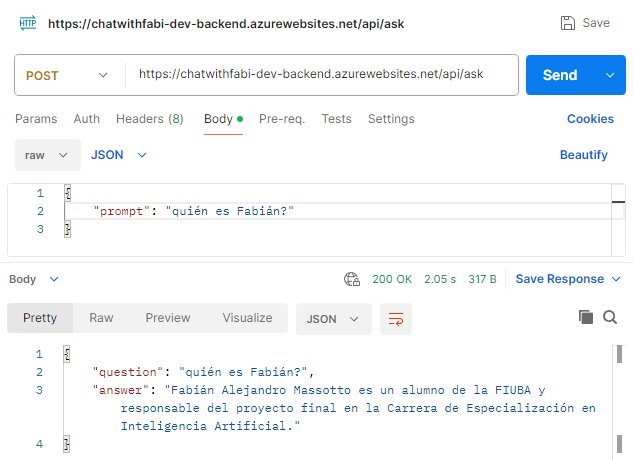 HTTP https://chatwithfabi-dev-backend.azurewebsites.net/api/ask Save
POST https://chatwithfabi-dev-backend.azurewebsites.net/api/ask Send
Params Auth Headers (8) Body Pre-req. Tests Settings Cookies
raw JSON Beautify
1 {
2 "prompt": "quién es Fabián?"
3 }
Body 200 OK 2.05 s 317 B Save Response
Pretty Raw Preview Visualize JSON
1 {
2 "question": "quién es Fabián?",
3 "answer": "Fabián Alejandro Massotto es un alumno de la FIUBA y
responsable del proyecto final en la Carrera de Especialización en
Inteligencia Artificial."
4 }